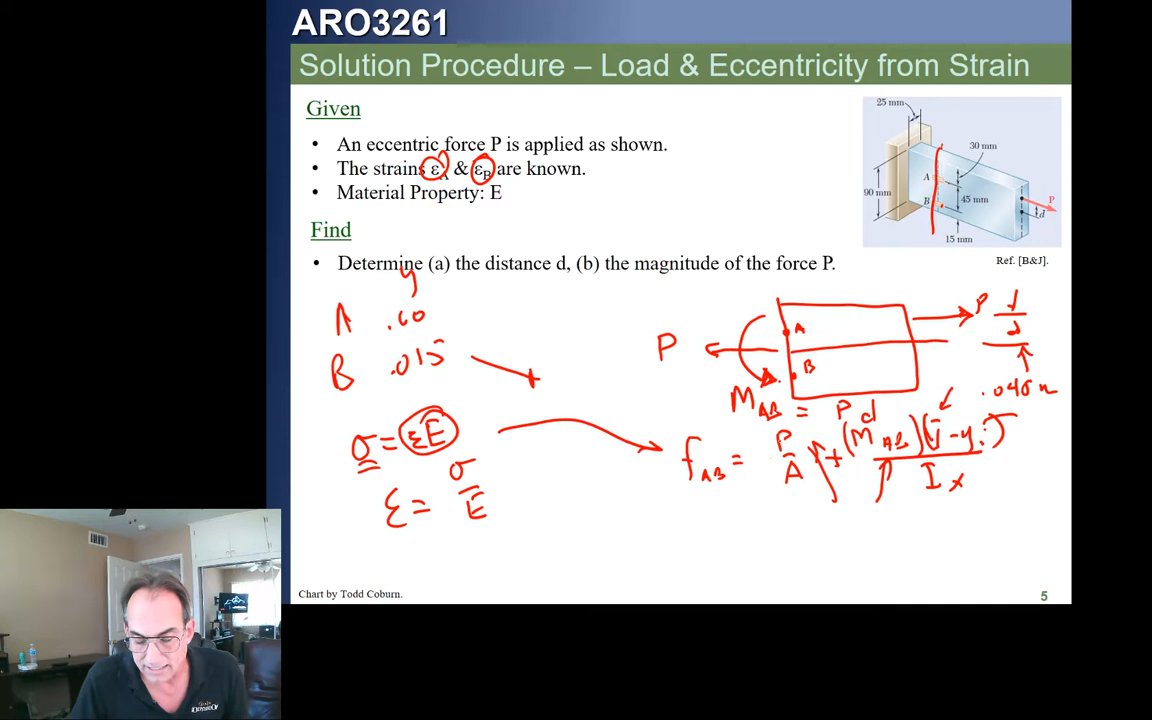 ARO3261
Solution Procedure – Load & Eccentricity from Strain
Given
• An eccentric force P is applied as shown.
• The strains ε & εB are known.
• Material Property: E
Find
• Determine (a) the distance d, (b) the magnitude of the force P.
25 mm
30 mm
A
90 mm
B
45 mm
P
d
15 mm
Ref. [B&J].
y
A .60
B .015
σ = εE
ε = σ/E
P
A
B
P
d
.045 m
MAB = Pd
fAB = P/A + (MAB)(ȳ - yi)/Ix
Chart by Todd Coburn.
5